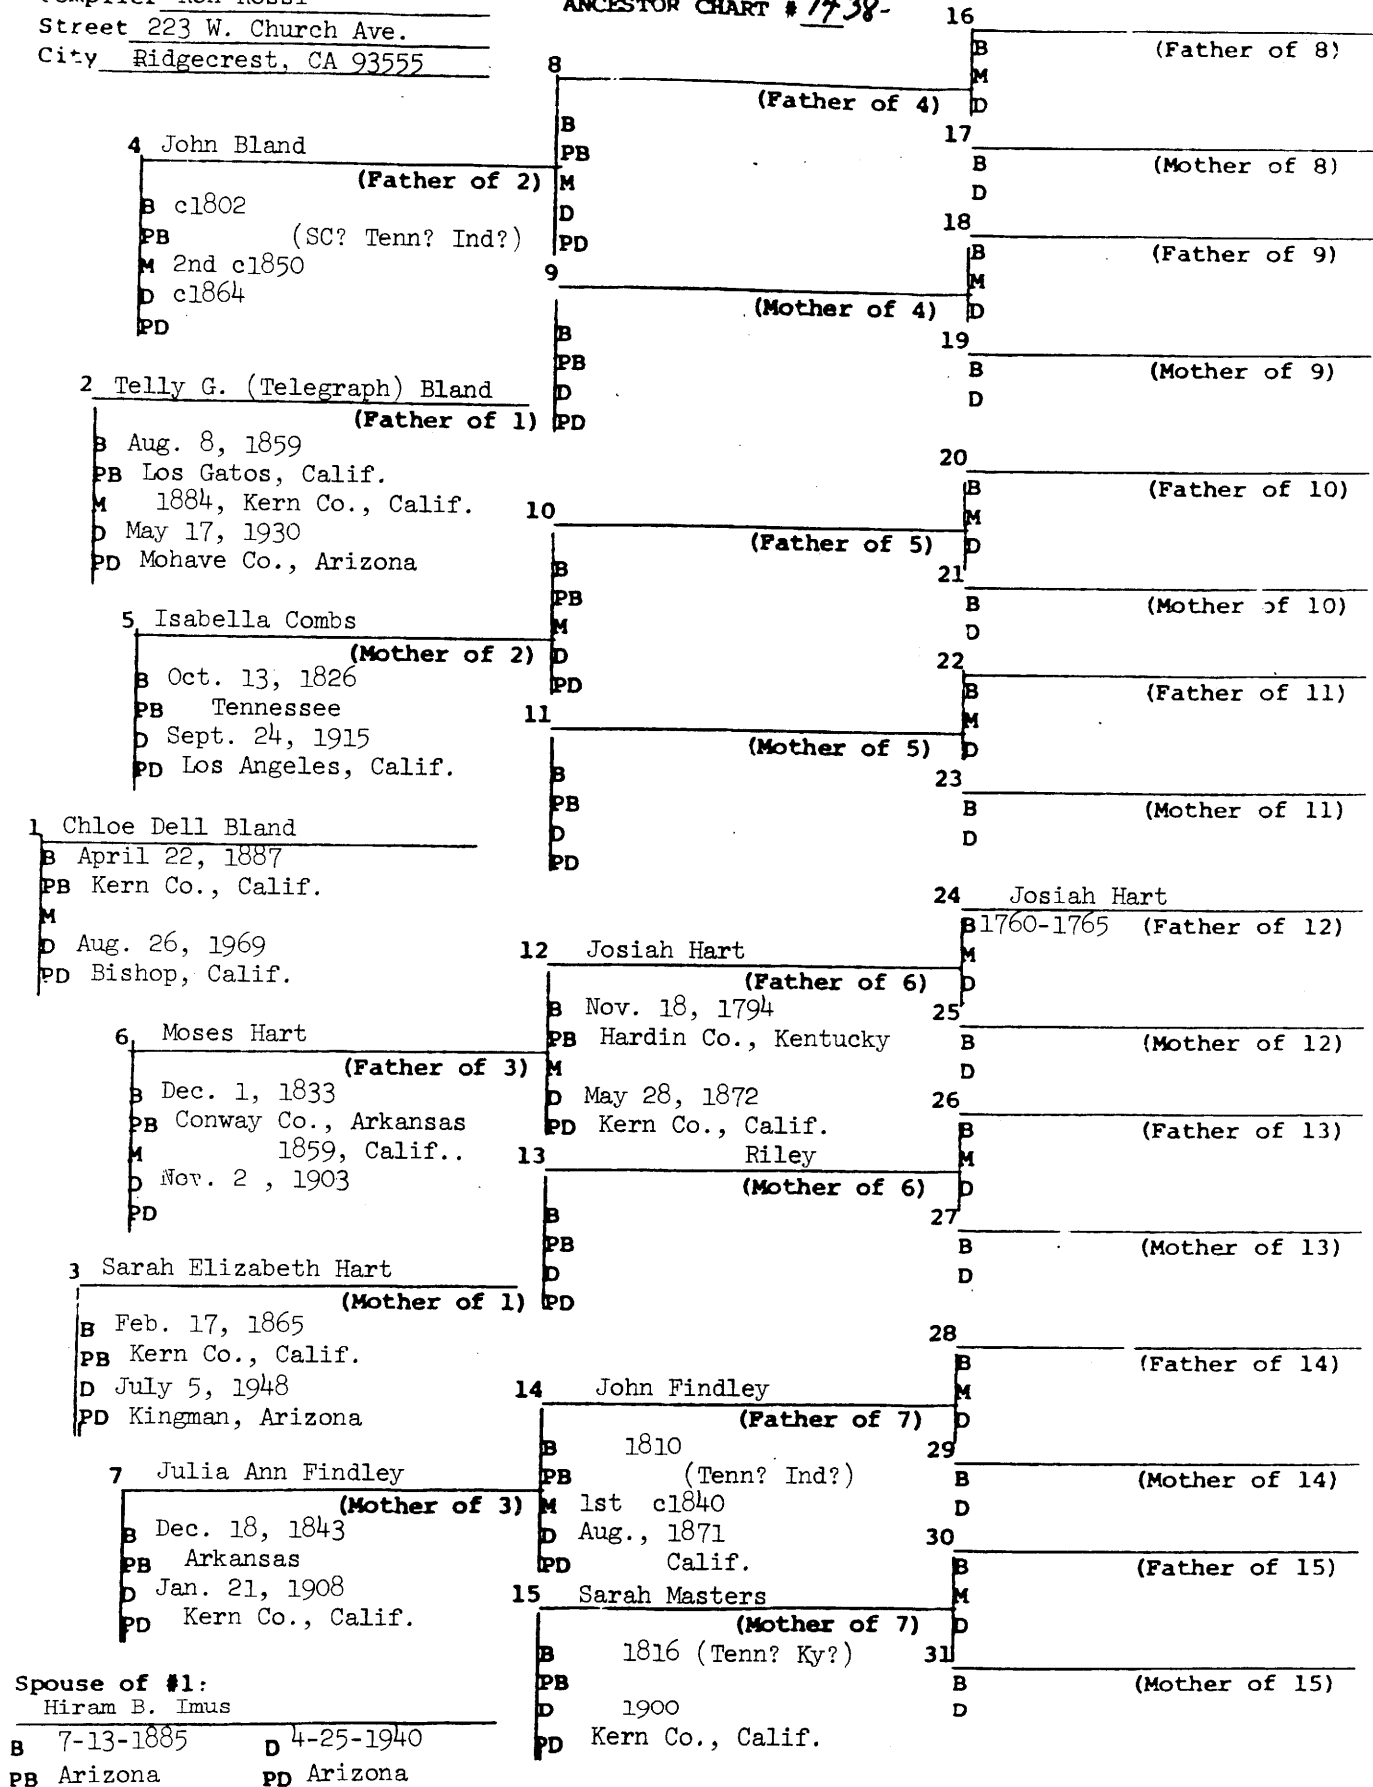 Compiler Ron Rossi
Street 223 W. Church Ave.
City Ridgecrest, CA 93555
ANCESTOR CHART # 1438-
4 John Bland
(Father of 2)
B c1802
PB (SC? Tenn? Ind?)
M 2nd c1850
D c1864
PD
2 Telly G. (Telegraph) Bland
(Father of 1)
B Aug. 8, 1859
PB Los Gatos, Calif.
M 1884, Kern Co., Calif.
D May 17, 1930
PD Mohave Co., Arizona
5 Isabella Combs
(Mother of 2)
B Oct. 13, 1826
PB Tennessee
D Sept. 24, 1915
PD Los Angeles, Calif.
1 Chloe Dell Bland
B April 22, 1887
PB Kern Co., Calif.
M
D Aug. 26, 1969
PD Bishop, Calif.
6 Moses Hart
(Father of 3)
B Dec. 1, 1833
PB Conway Co., Arkansas
M 1859, Calif..
D Nov. 2 , 1903
PD
3 Sarah Elizabeth Hart
(Mother of 1)
B Feb. 17, 1865
PB Kern Co., Calif.
D July 5, 1948
PD Kingman, Arizona
7 Julia Ann Findley
(Mother of 3)
B Dec. 18, 1843
PB Arkansas
D Jan. 21, 1908
PD Kern Co., Calif.
Spouse of #1:
Hiram B. Imus
B 7-13-1885 D 4-25-1940
PB Arizona PD Arizona
8
(Father of 4)
B
PB
M
D
PD
9
(Mother of 4)
B
PB
D
PD
10
(Father of 5)
B
PB
M
D
PD
11
(Mother of 5)
B
PB
D
PD
12 Josiah Hart
(Father of 6)
B Nov. 18, 1794
PB Hardin Co., Kentucky
M
D May 28, 1872
PD Kern Co., Calif.
13 Riley
(Mother of 6)
B
PB
D
PD
14 John Findley
(Father of 7)
B 1810
PB (Tenn? Ind?)
M 1st c1840
D Aug., 1871
PD Calif.
15 Sarah Masters
(Mother of 7)
B 1816 (Tenn? Ky?)
PB
D 1900
PD Kern Co., Calif.
16
B (Father of 8)
M
D
17
B (Mother of 8)
D
18
B (Father of 9)
M
D
19
B (Mother of 9)
D
20
B (Father of 10)
M
D
21
B (Mother of 10)
D
22
B (Father of 11)
M
D
23
B (Mother of 11)
D
24 Josiah Hart
B 1760-1765 (Father of 12)
M
D
25
B (Mother of 12)
D
26
B (Father of 13)
M
D
27
B (Mother of 13)
D
28
B (Father of 14)
M
D
29
B (Mother of 14)
D
30
B (Father of 15)
M
D
31
B (Mother of 15)
D